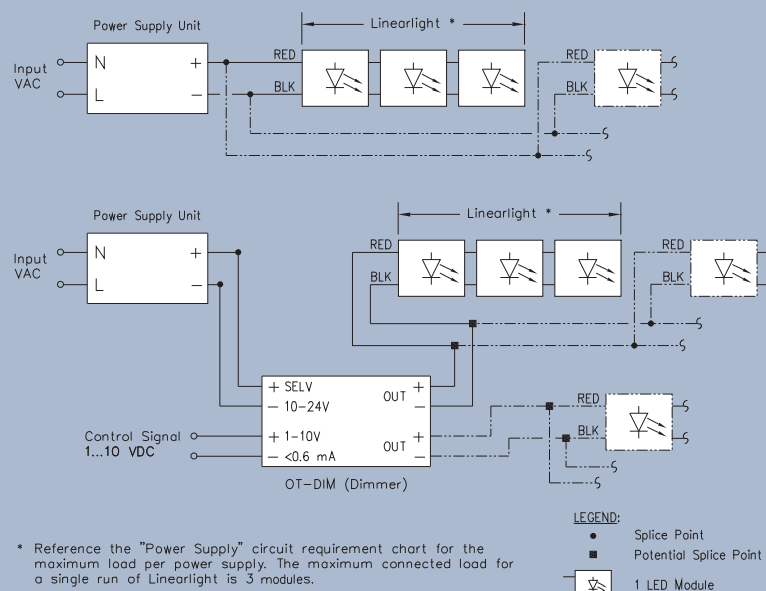 Power Supply Unit
Linearlight *
Input
VAC
N
L
+
−
RED
BLK
RED
BLK
Power Supply Unit
Linearlight *
Input
VAC
N
L
+
−
RED
BLK
RED
BLK
+ SELV
− 10-24V
OUT +
−
Control Signal
1...10 VDC
+ 1-10V
− <0.6 mA
OUT +
−
RED
BLK
OT-DIM (Dimmer)
* Reference the "Power Supply" circuit requirement chart for the
maximum load per power supply. The maximum connected load for
a single run of Linearlight is 3 modules.
LEGEND:
Splice Point
Potential Splice Point
1 LED Module